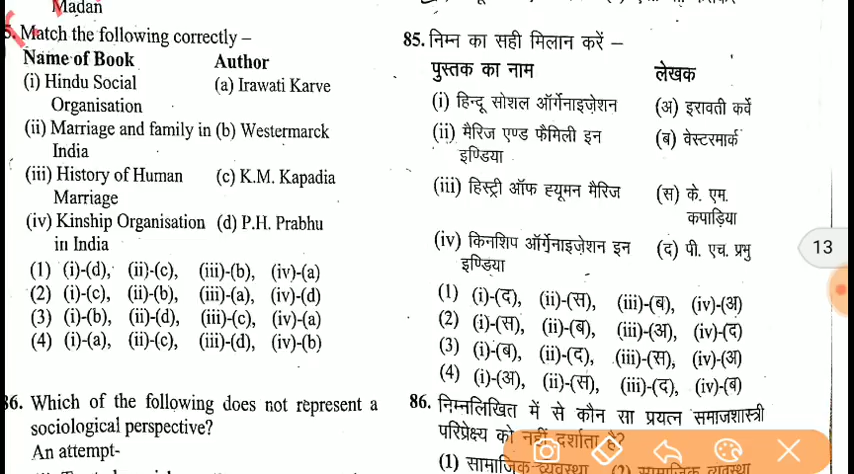 Madan
5. Match the following correctly –
Name of Book Author
(i) Hindu Social (a) Irawati Karve
Organisation
(ii) Marriage and family in (b) Westermarck
India
(iii) History of Human (c) K.M. Kapadia
Marriage
(iv) Kinship Organisation (d) P.H. Prabhu
in India
(1) (i)-(d), (ii)-(c), (iii)-(b), (iv)-(a)
(2) (i)-(c), (ii)-(b), (iii)-(a), (iv)-(d)
(3) (i)-(b), (ii)-(d), (iii)-(c), (iv)-(a)
(4) (i)-(a), (ii)-(c), (iii)-(d), (iv)-(b)
36. Which of the following does not represent a
sociological perspective?
An attempt-
85. निम्न का सही मिलान करें –
पुस्तक का नाम लेखक
(i) हिन्दू सोशल ऑर्गेनाइज़ेशन (अ) इरावती कर्वे
(ii) मैरिज एण्ड फैमिली इन (ब) वेस्टरमार्क
इण्डिया
(iii) हिस्ट्री ऑफ ह्यूमन मैरिज (स) के. एम.
कपाड़िया
(iv) किनशिप ऑर्गेनाइज़ेशन इन (द) पी. एच. प्रभु
इण्डिया
(1) (i)-(द), (ii)-(स), (iii)-(ब), (iv)-(अ)
(2) (i)-(स), (ii)-(ब), (iii)-(अ), (iv)-(द)
(3) (i)-(ब), (ii)-(द), (iii)-(स), (iv)-(अ)
(4) (i)-(अ), (ii)-(स), (iii)-(द), (iv)-(ब)
86. निम्नलिखित में से कौन सा प्रयत्न समाजशास्त्री
परिप्रेक्ष्य को नहीं दर्शाता है?
(1) सामाजिक व्यवस्था (2) सामाजिक व्यवस्था
13